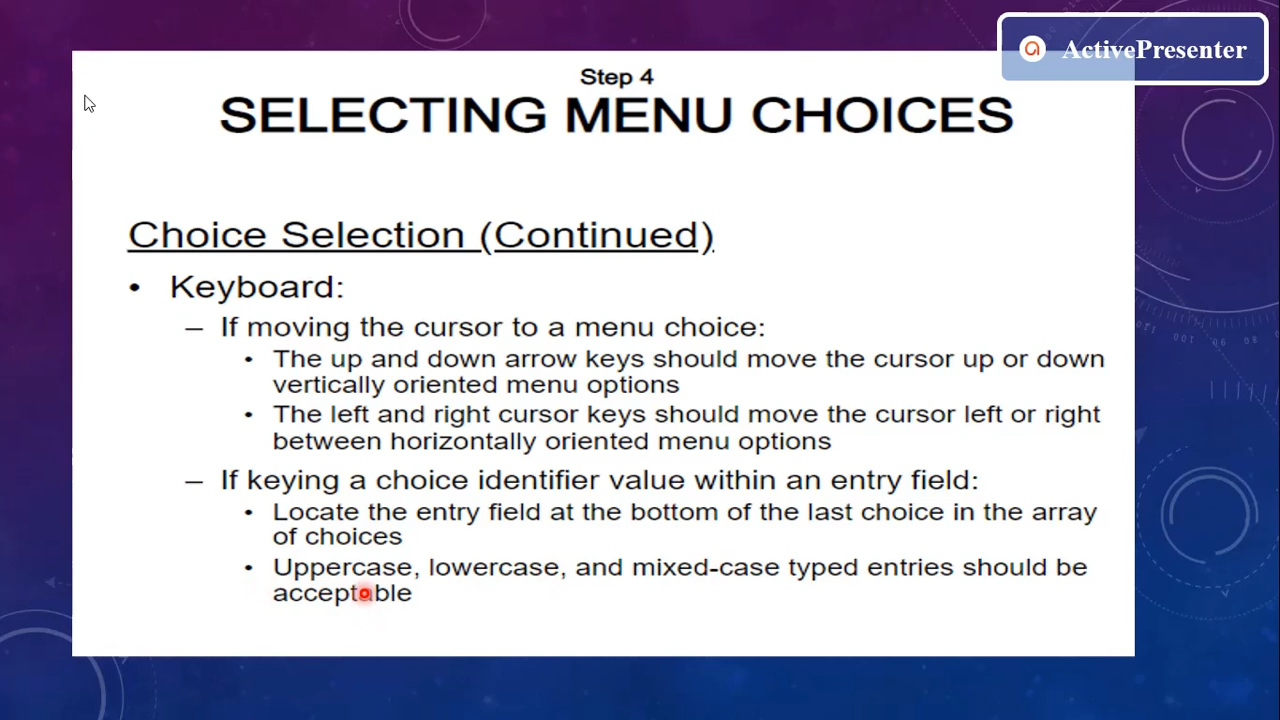 ActivePresenter
Step 4
SELECTING MENU CHOICES
Choice Selection (Continued)
• Keyboard:
– If moving the cursor to a menu choice:
• The up and down arrow keys should move the cursor up or down
vertically oriented menu options
• The left and right cursor keys should move the cursor left or right
between horizontally oriented menu options
– If keying a choice identifier value within an entry field:
• Locate the entry field at the bottom of the last choice in the array
of choices
• Uppercase, lowercase, and mixed-case typed entries should be
acceptable